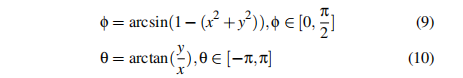 ϕ = arcsin(1 − (x² + y²)), ϕ ∈ [0, π/2] (9)
θ = arctan(y/x), θ ∈ [−π, π] (10)